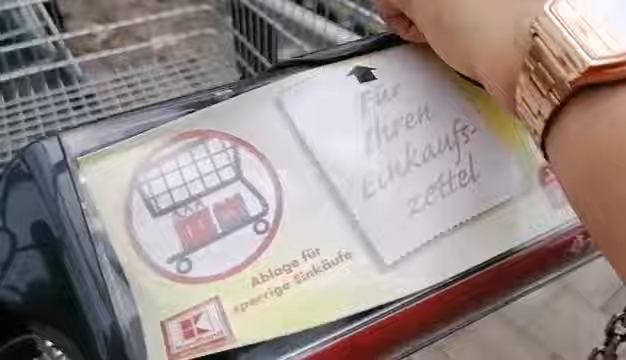 Für
Ihren
Einkaufs-
zettel
Ablage für
sperrige Einkäufe